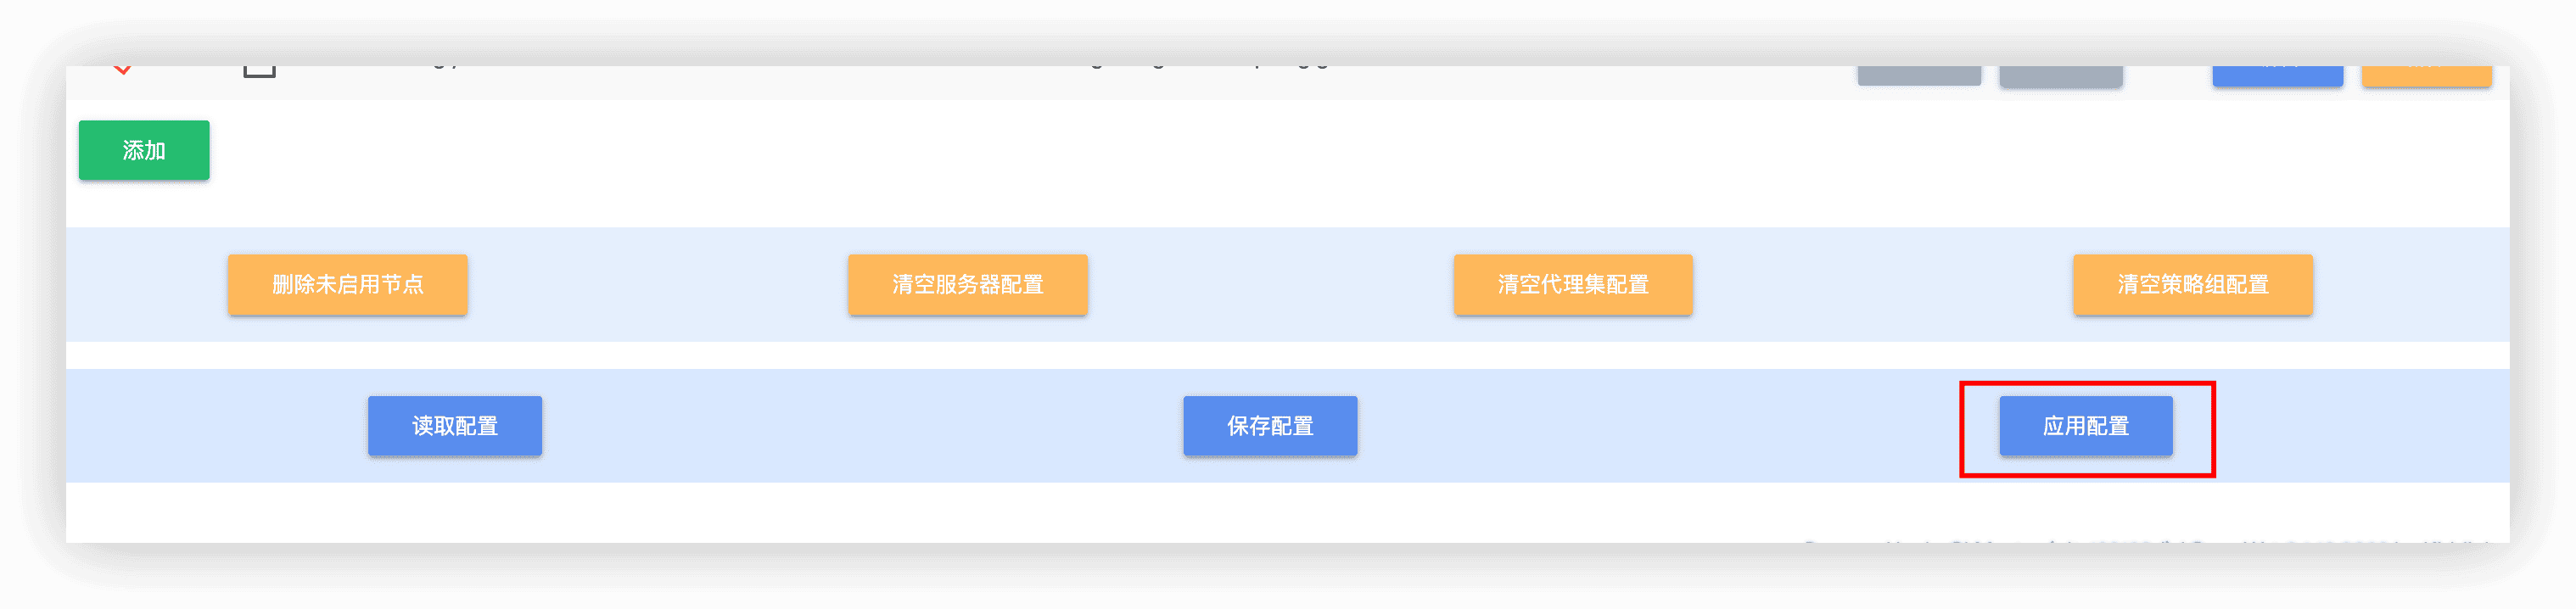 添加
删除未启用节点 清空服务器配置 清空代理集配置 清空策略组配置
读取配置 保存配置 应用配置